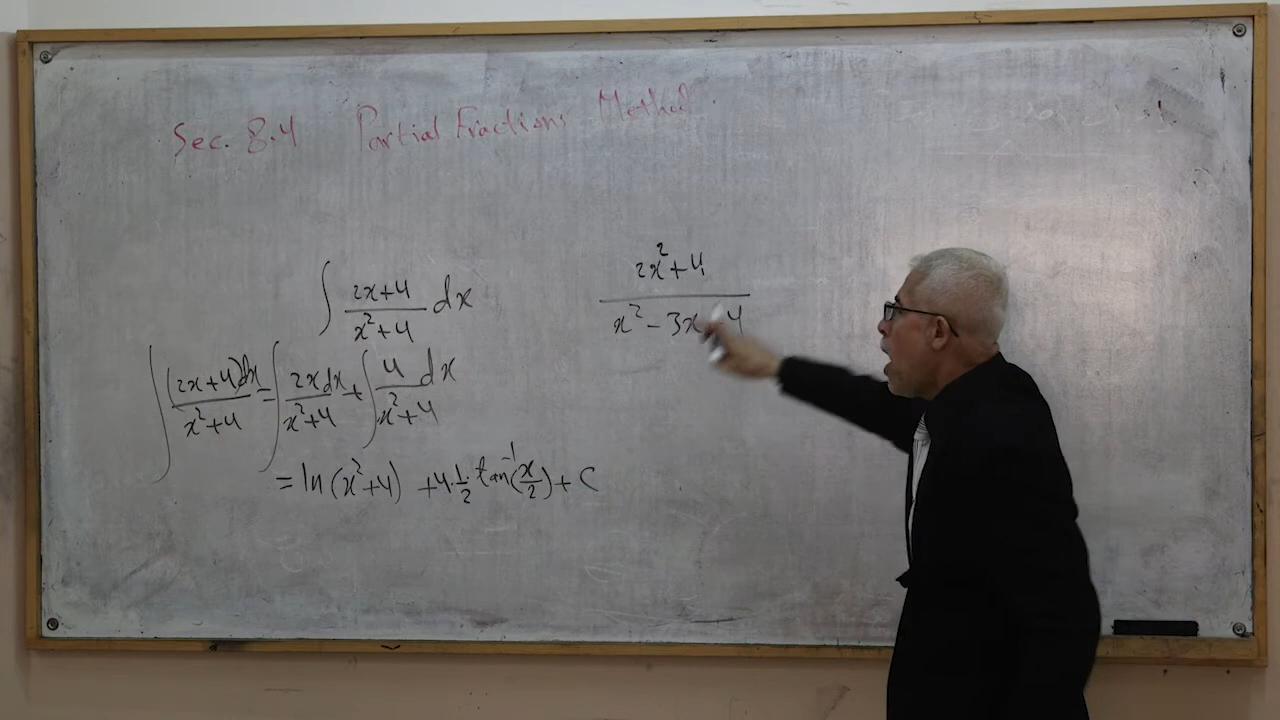 Sec. 8.4 Partial Fractions Method
∫ (2x+4)/(x²+4) dx
(2x²+4)/(x² - 3x 4)
∫ (2x+4)dx/(x²+4) = ∫ 2x dx/(x²+4) + ∫ 4/(x²+4) dx
= ln(x²+4) + 4·1/2 tan⁻¹(x/2) + C